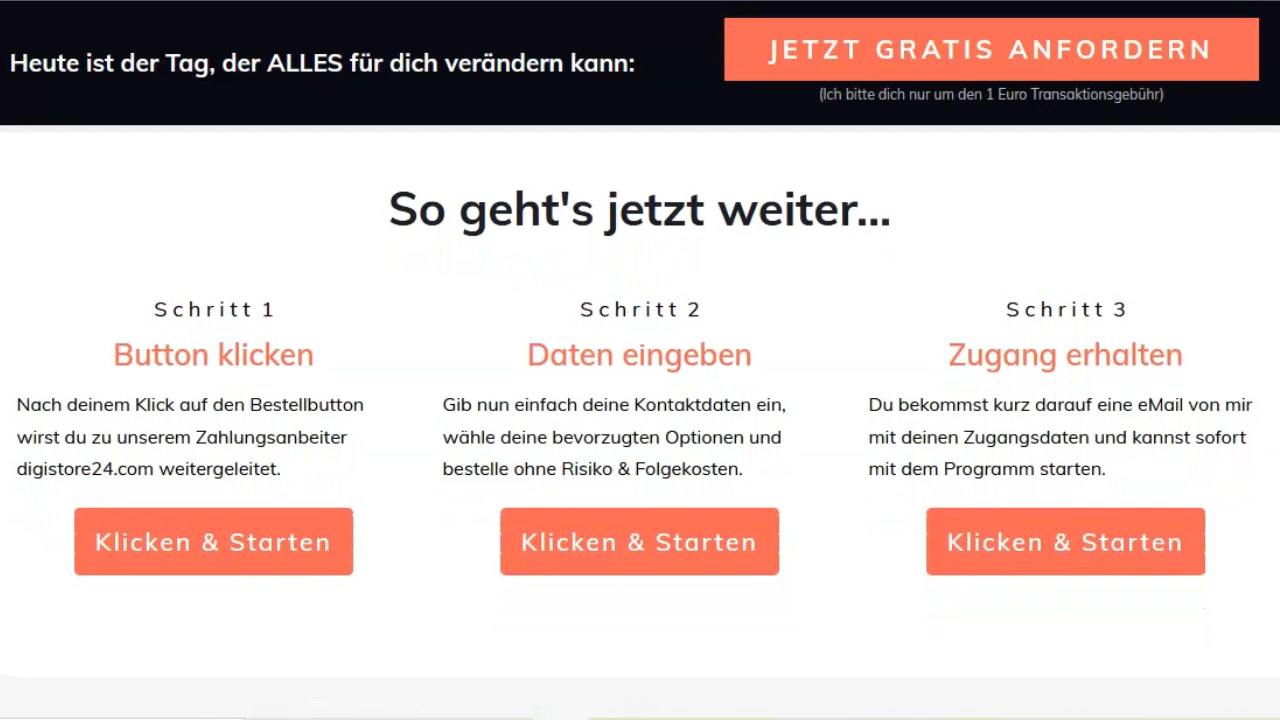 Heute ist der Tag, der ALLES für dich verändern kann:
JETZT GRATIS ANFORDERN
(Ich bitte dich nur um den 1 Euro Transaktionsgebühr)
So geht's jetzt weiter...
Schritt 1
Button klicken
Nach deinem Klick auf den Bestellbutton
wirst du zu unserem Zahlungsanbeiter
digistore24.com weitergeleitet.
Klicken & Starten
Schritt 2
Daten eingeben
Gib nun einfach deine Kontaktdaten ein,
wähle deine bevorzugten Optionen und
bestelle ohne Risiko & Folgekosten.
Klicken & Starten
Schritt 3
Zugang erhalten
Du bekommst kurz darauf eine eMail von mir
mit deinen Zugangsdaten und kannst sofort
mit dem Programm starten.
Klicken & Starten